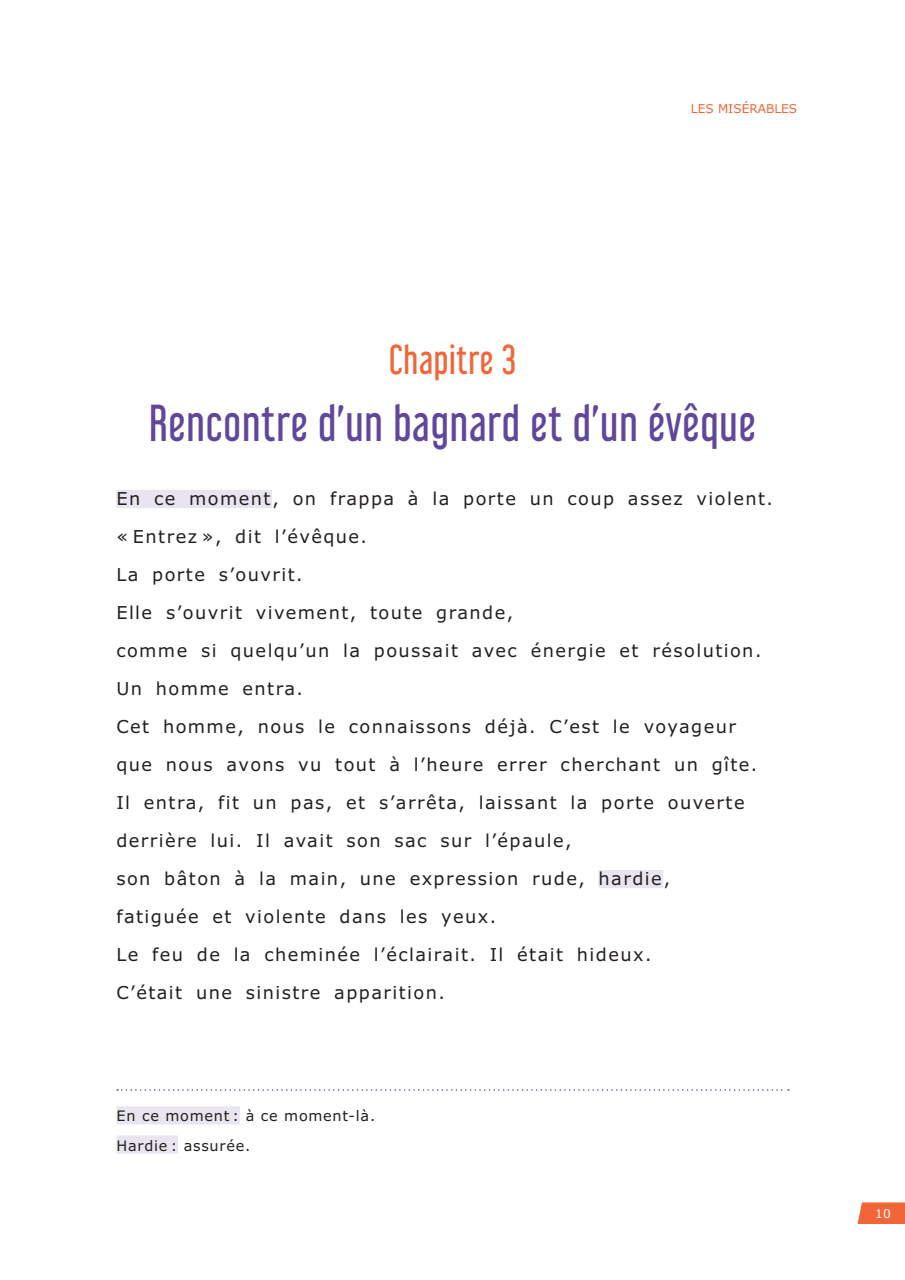 LES MISÉRABLES
Chapitre 3
Rencontre d’un bagnard et d’un évêque
En ce moment, on frappa à la porte un coup assez violent.
« Entrez », dit l’évêque.
La porte s’ouvrit.
Elle s’ouvrit vivement, toute grande,
comme si quelqu’un la poussait avec énergie et résolution.
Un homme entra.
Cet homme, nous le connaissons déjà. C’est le voyageur
que nous avons vu tout à l’heure errer cherchant un gîte.
Il entra, fit un pas, et s’arrêta, laissant la porte ouverte
derrière lui. Il avait son sac sur l’épaule,
son bâton à la main, une expression rude, hardie,
fatiguée et violente dans les yeux.
Le feu de la cheminée l’éclairait. Il était hideux.
C’était une sinistre apparition.
En ce moment : à ce moment-là.
Hardie : assurée.
10